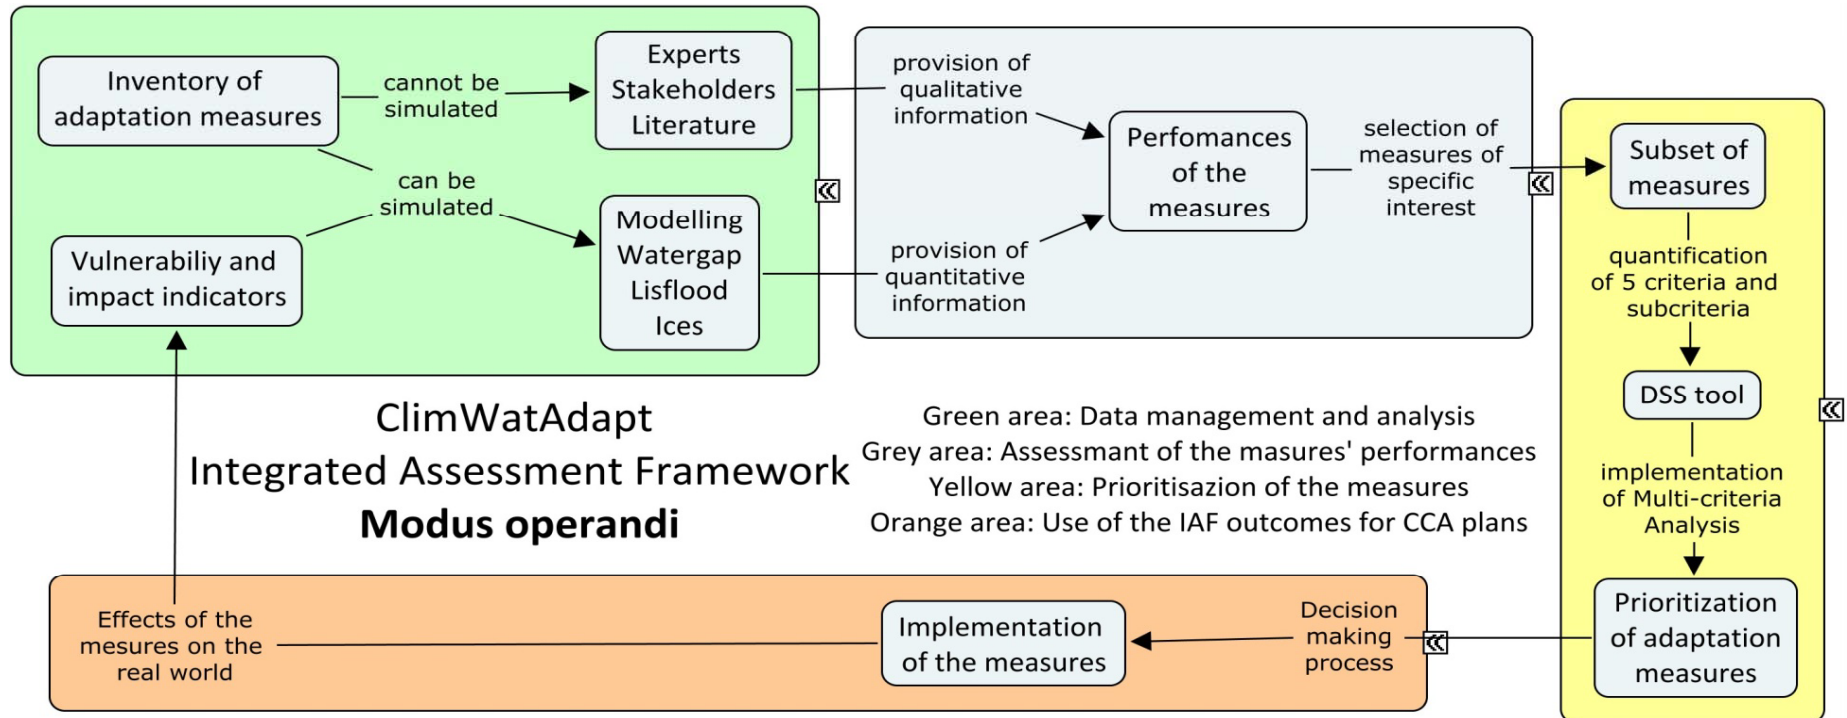 Inventory of
adaptation measures
cannot be
simulated
Experts
Stakeholders
Literature
can be
simulated
Vulnerabiliy and
impact indicators
Modelling
Watergap
Lisflood
Ices
provision of
qualitative
information
provision of
quantitative
information
Perfomances
of the
measures
selection of
measures of
specific
interest
Subset of
measures
quantification
of 5 criteria and
subcriteria
DSS tool
implementation
of Multi-criteria
Analysis
Prioritization
of adaptation
measures
Decision
making
process
Implementation
of the measures
Effects of the
mesures on the
real world
ClimWatAdapt
Integrated Assessment Framework
Modus operandi
Green area: Data management and analysis
Grey area: Assessmant of the masures' performances
Yellow area: Prioritisazion of the measures
Orange area: Use of the IAF outcomes for CCA plans